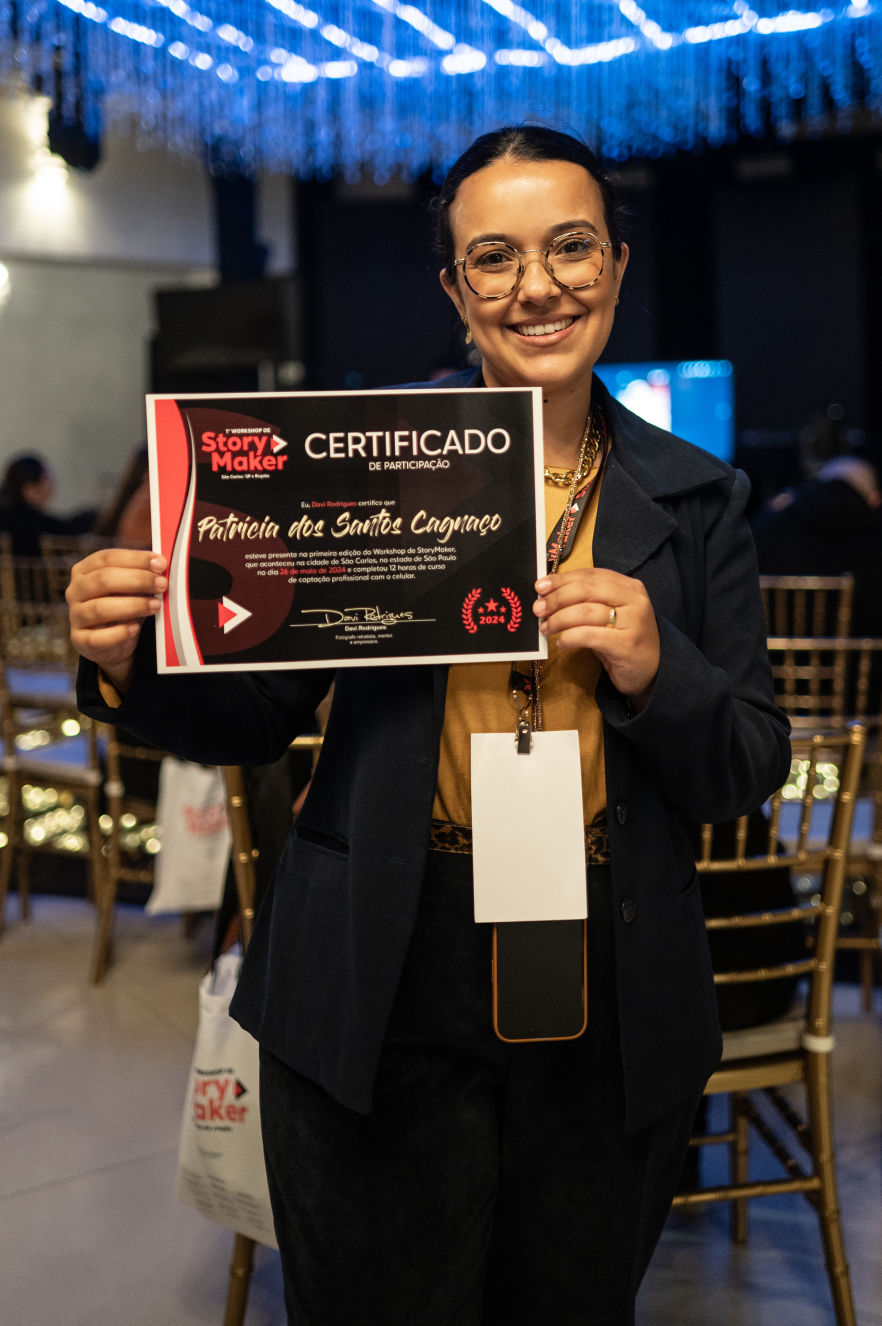 1º WORKSHOP DE
Story
Maker
São Carlos/SP e Região
CERTIFICADO
DE PARTICIPAÇÃO
Eu, Davi Rodrigues certifico que
Patrícia dos Santos Cagnaço
esteve presente na primeira edição do Workshop de StoryMaker,
que aconteceu na cidade de São Carlos, no estado de São Paulo
no dia 26 de maio de 2024 e completou 12 horas de curso
de captação profissional com o celular.
Davi Rodrigues
Davi Rodrigues
Fotógrafo retratista, mentor
e empresário.
2024
Story
Maker